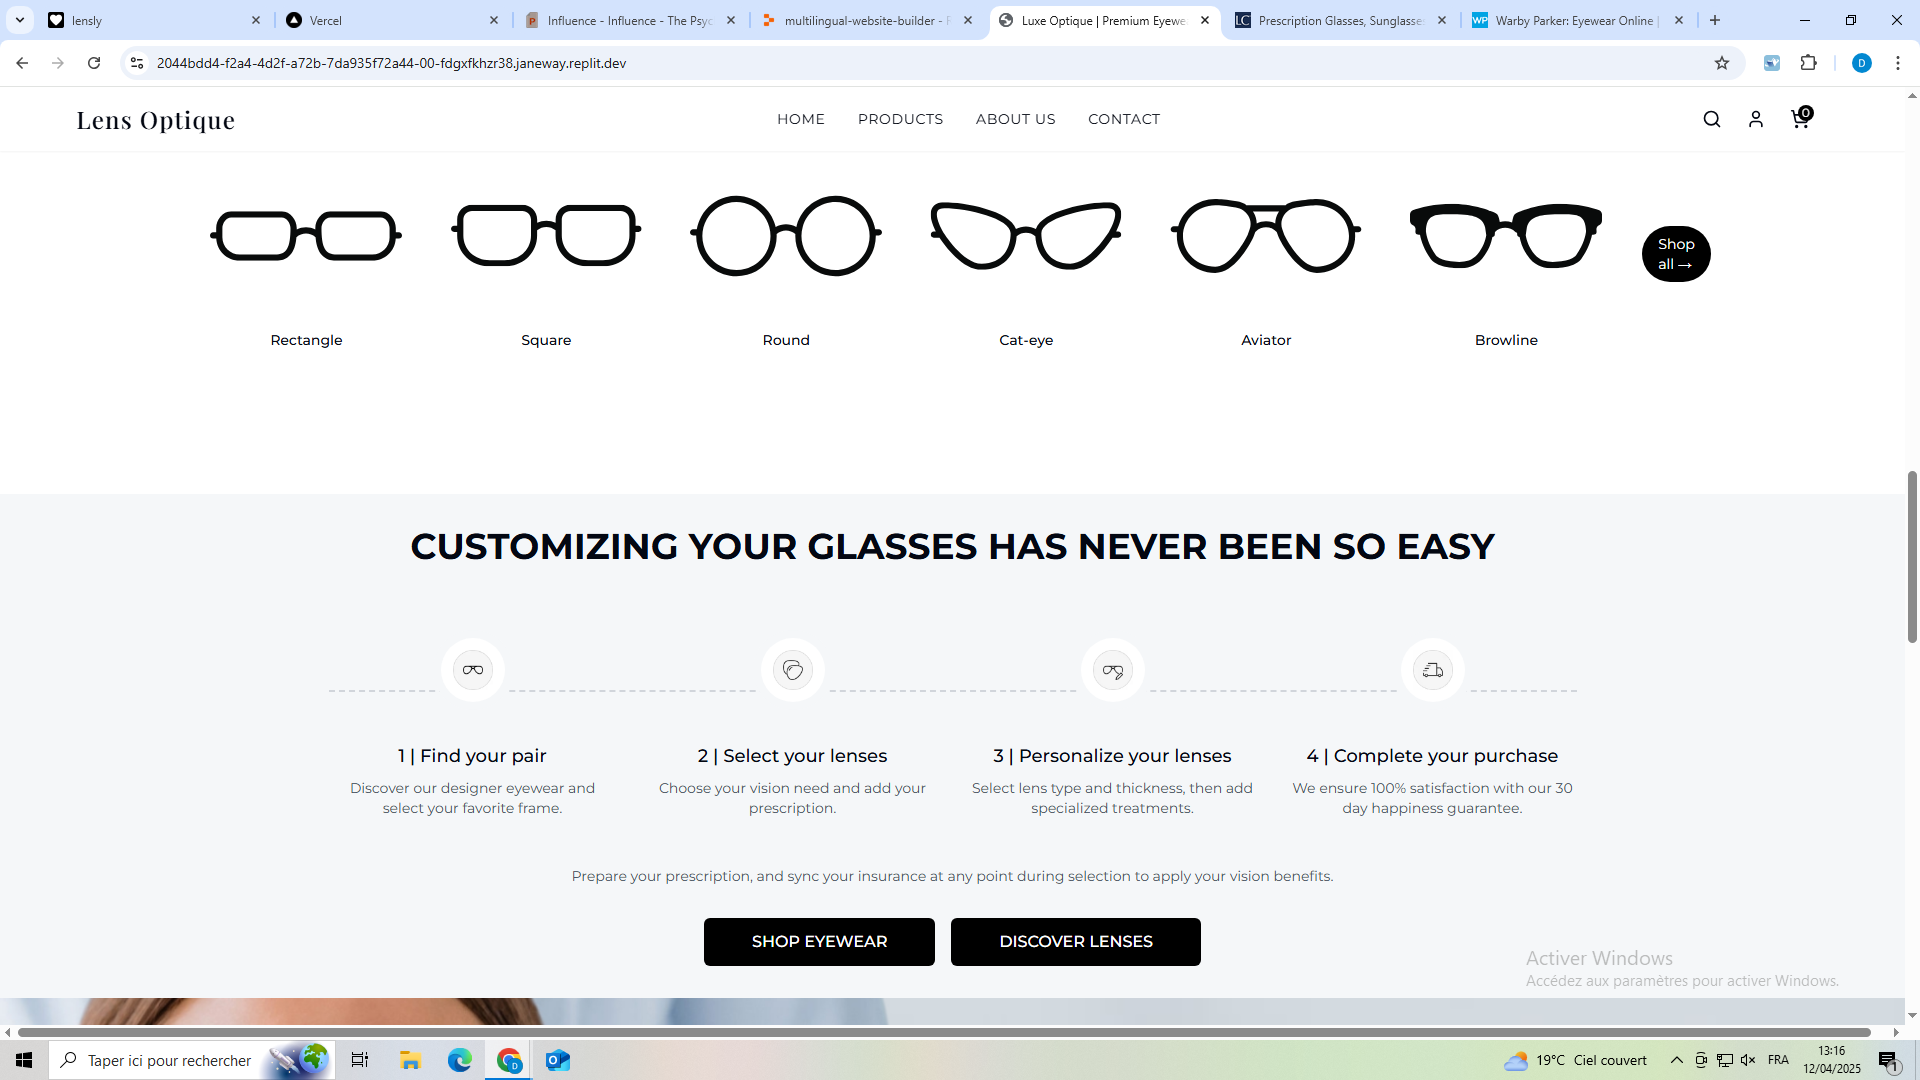 lensly
Vercel
Influence - Influence - The Psyc
multilingual-website-builder -
Luxe Optique | Premium Eyewe
Prescription Glasses, Sunglasse
Warby Parker: Eyewear Online |
2044bdd4-f2a4-4d2f-a72b-7da935f72a44-00-fdgxfkhzr38.janeway.replit.dev
D
Lens Optique
HOME
PRODUCTS
ABOUT US
CONTACT
0
Shop
all →
Rectangle
Square
Round
Cat-eye
Aviator
Browline
CUSTOMIZING YOUR GLASSES HAS NEVER BEEN SO EASY
1 | Find your pair
Discover our designer eyewear and
select your favorite frame.
2 | Select your lenses
Choose your vision need and add your
prescription.
3 | Personalize your lenses
Select lens type and thickness, then add
specialized treatments.
4 | Complete your purchase
We ensure 100% satisfaction with our 30
day happiness guarantee.
Prepare your prescription, and sync your insurance at any point during selection to apply your vision benefits.
SHOP EYEWEAR
DISCOVER LENSES
Activer Windows
Accédez aux paramètres pour activer Windows.
Taper ici pour rechercher
19°C Ciel couvert
FRA
13:16
12/04/2025
1